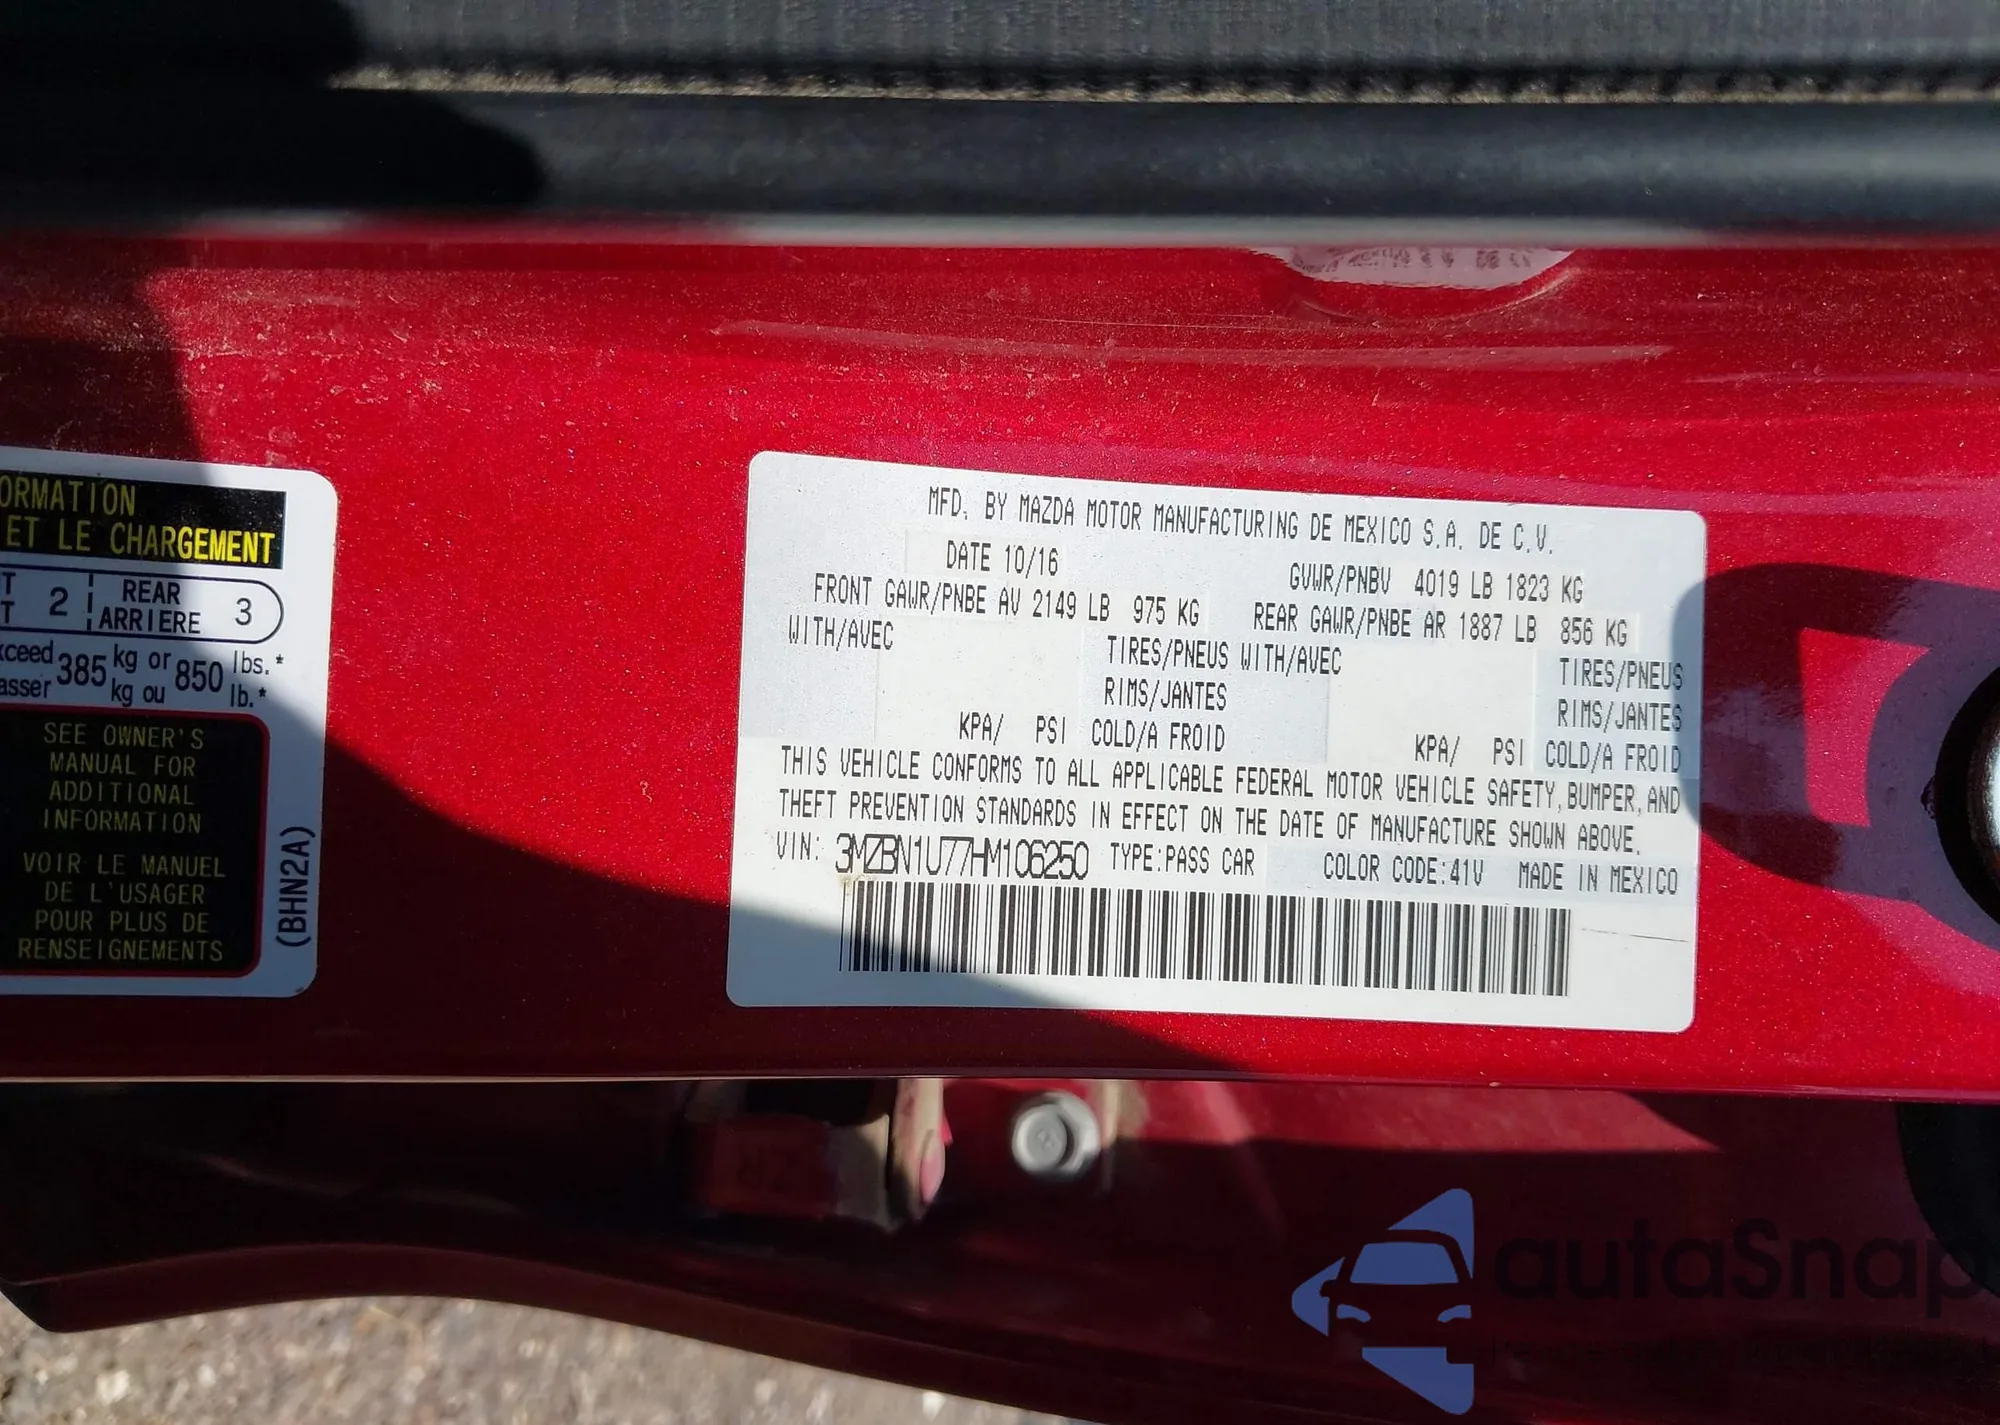 ORMATION
ET LE CHARGEMENT
2 REAR
ARRIERE 3
385 kg or 850 lbs.*
kg ou lb.*
SEE OWNER'S
MANUAL FOR
ADDITIONAL
INFORMATION
VOIR LE MANUEL
DE L'USAGER
POUR PLUS DE
RENSEIGNEMENTS
(BHN2A)
MFD. BY MAZDA MOTOR MANUFACTURING DE MEXICO S.A. DE C.V.
DATE 10/16
GVWR/PNBV 4019 LB 1823 KG
FRONT GAWR/PNBE AV 2149 LB 975 KG REAR GAWR/PNBE AR 1887 LB 856 KG
WITH/AVEC TIRES/PNEUS WITH/AVEC TIRES/PNEUS
RIMS/JANTES RIMS/JANTES
KPA/ PSI COLD/A FROID KPA/ PSI COLD/A FROID
THIS VEHICLE CONFORMS TO ALL APPLICABLE FEDERAL MOTOR VEHICLE SAFETY, BUMPER, AND
THEFT PREVENTION STANDARDS IN EFFECT ON THE DATE OF MANUFACTURE SHOWN ABOVE.
VIN: 3MZBN1U77HM106250 TYPE:PASS CAR COLOR CODE:41V MADE IN MEXICO
autaSnap